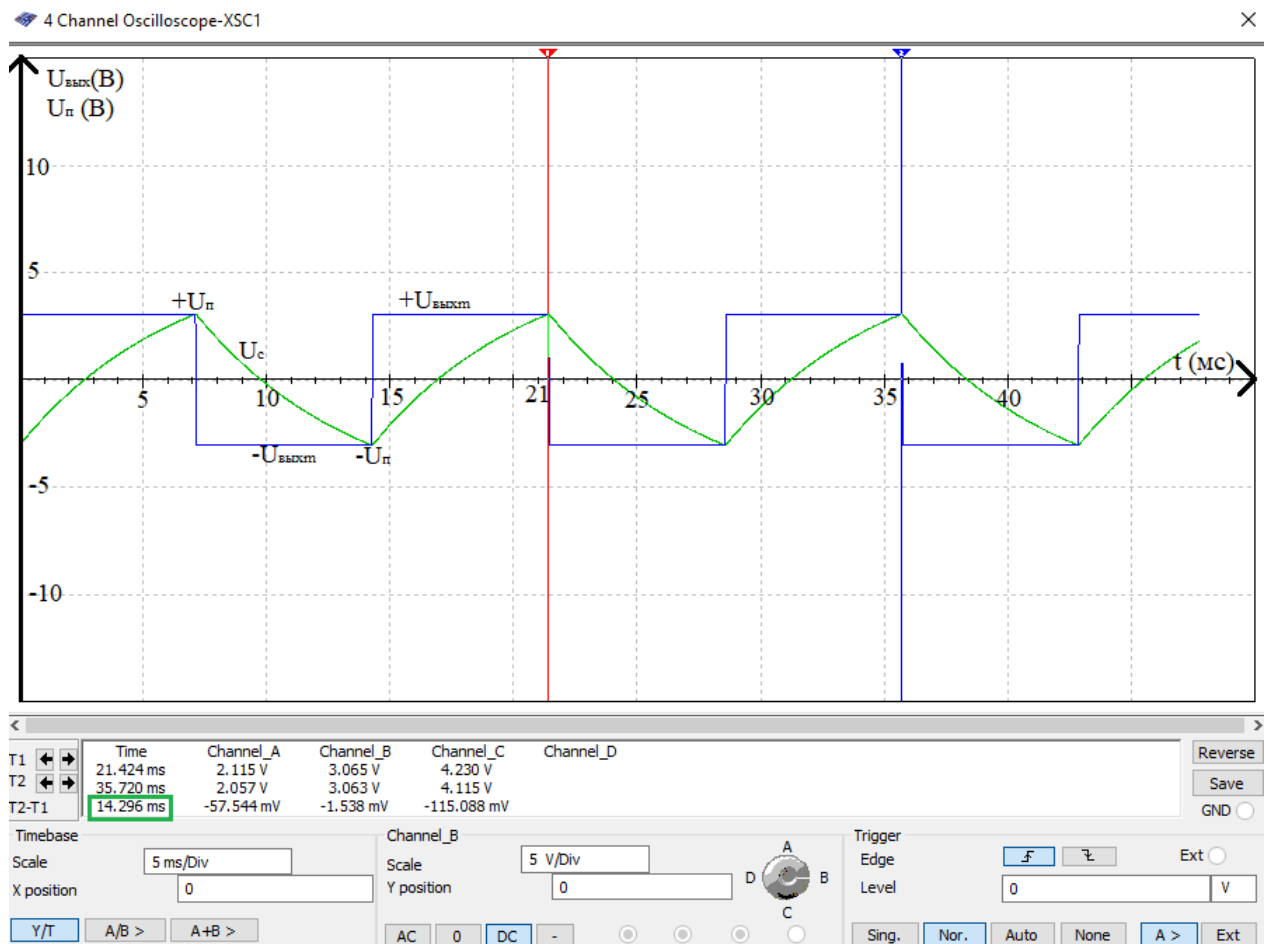 4 Channel Oscilloscope-XSC1
Uвых(В)
Uп (В)
10
5
+Uп
+Uвыхm
Uс
t (мс)
5
10
15
21
25
30
35
40
-Uвыхm
-Uп
-5
-10
Time Channel_A Channel_B Channel_C Channel_D
T1 21.424 ms 2.115 V 3.065 V 4.230 V
T2 35.720 ms 2.057 V 3.063 V 4.115 V
T2-T1 14.296 ms -57.544 mV -1.538 mV -115.088 mV
Reverse
Save
GND
Timebase
Scale 5 ms/Div
X position 0
Y/T A/B > A+B >
Channel_B
Scale 5 V/Div
Y position 0
AC 0 DC -
A
B
C
D
Trigger
Edge Ext
Level 0 V
Sing. Nor. Auto None A > Ext